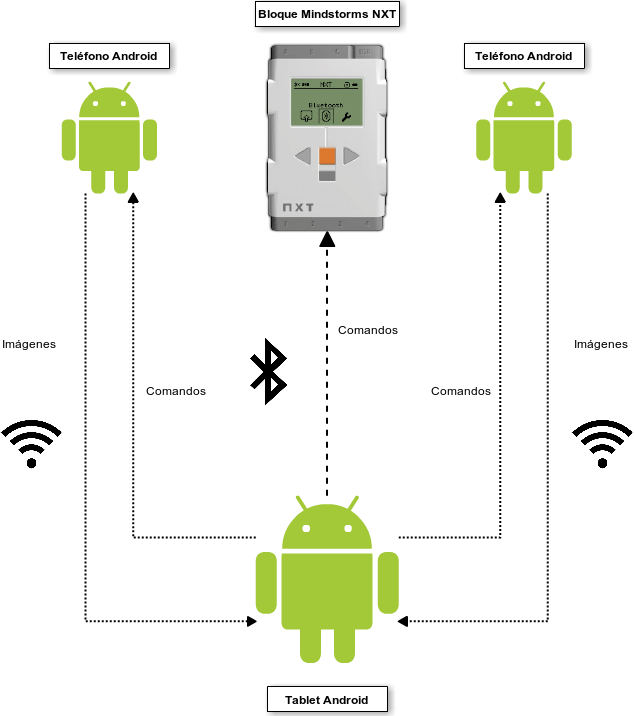 Bloque Mindstorms NXT
Teléfono Android
Teléfono Android
NXT
Bluetooth
NXT
Comandos
Imágenes
Imágenes
Comandos
Comandos
Tablet Android